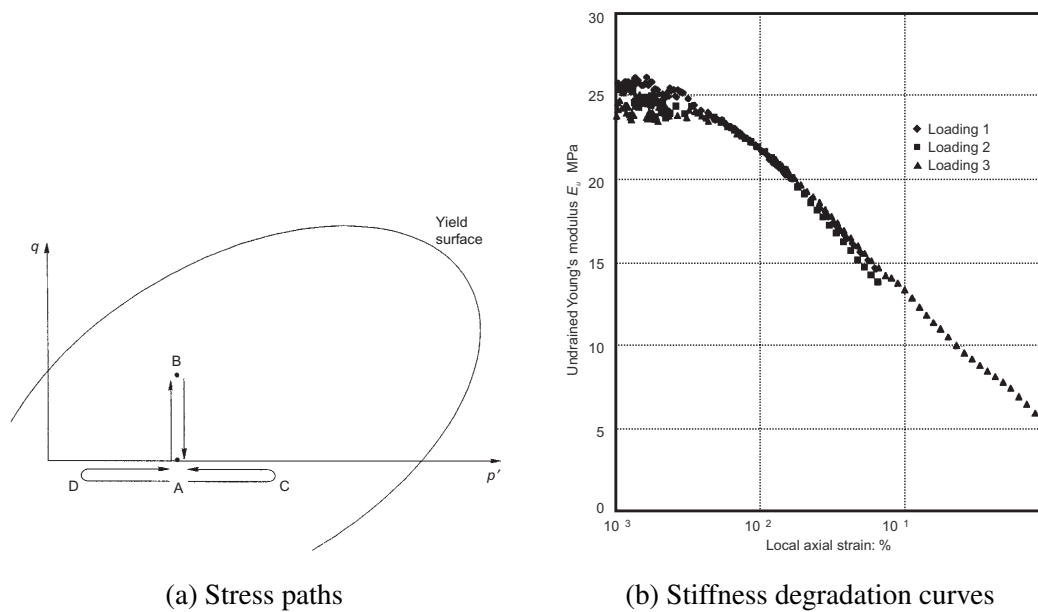 q
Yield
surface
B
D
A
C
p'
(a) Stress paths
30
25
20
15
10
5
0
Undrained Young's modulus E_u MPa
Loading 1
Loading 2
Loading 3
10 3
10 2
10 1
Local axial strain: %
(b) Stiffness degradation curves